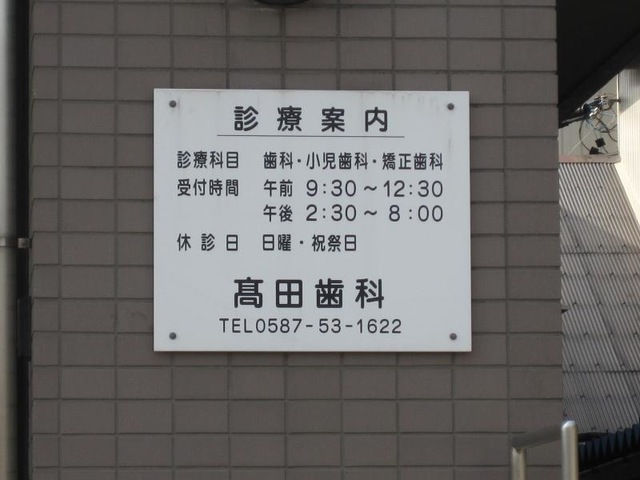 診療案内
診療科目 歯科・小児歯科・矯正歯科
受付時間 午前 9:30～12:30
午後 2:30～8:00
休診日 日曜・祝祭日
髙田歯科
TEL0587-53-1622